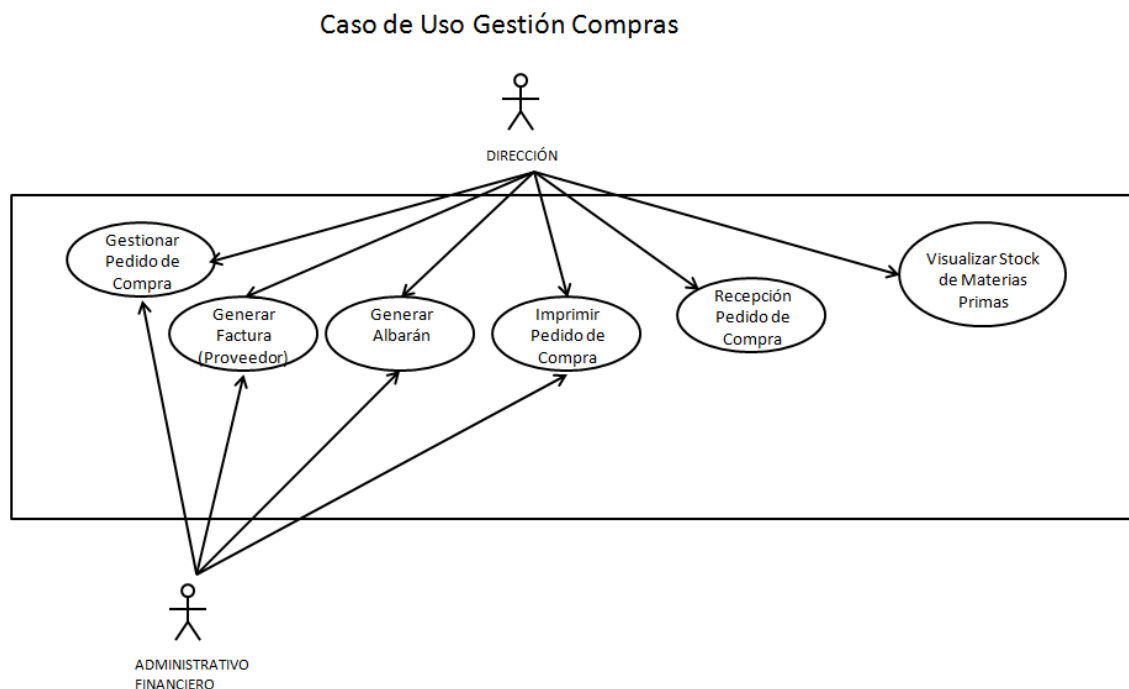 Caso de Uso Gestión Compras
DIRECCIÓN
Gestionar
Pedido de
Compra
Generar
Factura
(Proveedor)
Generar
Albarán
Imprimir
Pedido de
Compra
Recepción
Pedido de
Compra
Visualizar Stock
de Materias
Primas
ADMINISTRATIVO
FINANCIERO